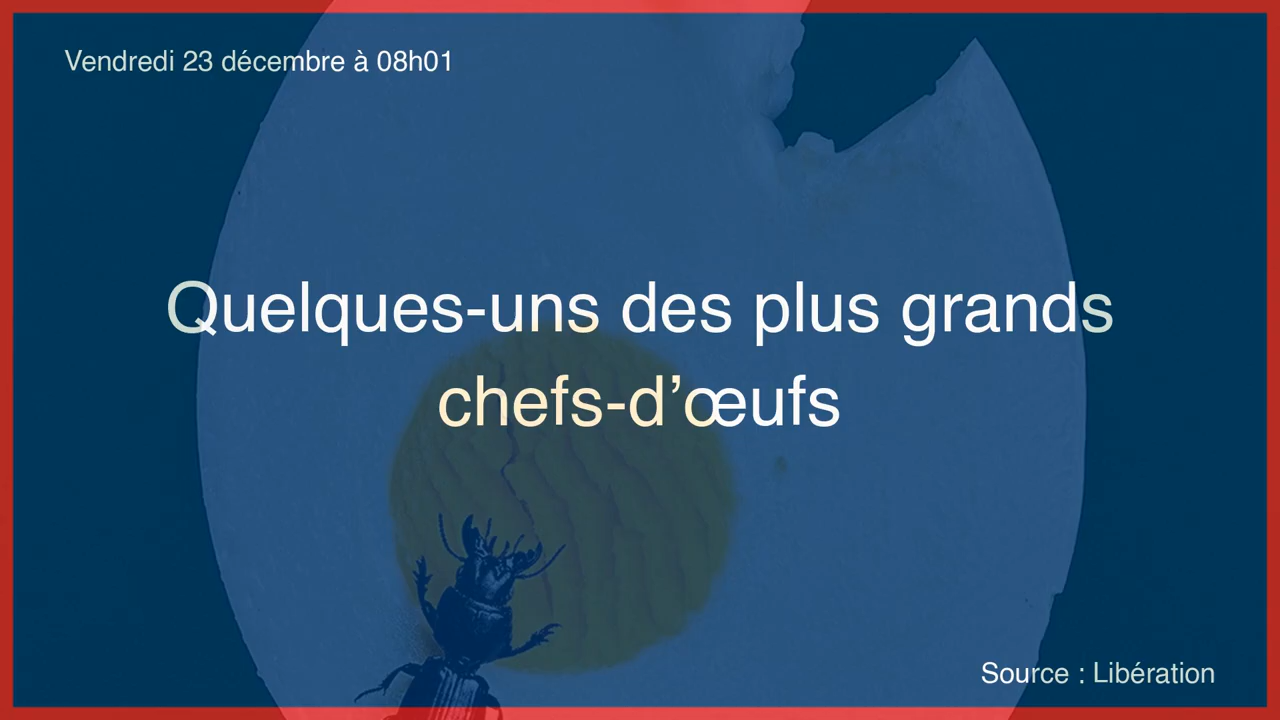 Vendredi 23 décembre à 08h01
Quelques-uns des plus grands
chefs-d’œufs
Source : Libération